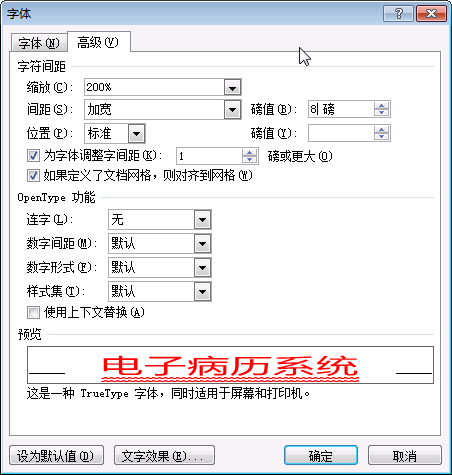 字体
字体(N) 高级(V)
字符间距
缩放(C): 200%
间距(S): 加宽 磅值(B): 8 磅
位置(P): 标准 磅值(Y):
为字体调整字间距(K): 1 磅或更大(O)
如果定义了文档网格，则对齐到网格(W)
OpenType 功能
连字(L): 无
数字间距(M): 默认
数字形式(F): 默认
样式集(T): 默认
使用上下文替换(A)
预览
电子病历系统
这是一种 TrueType 字体，同时适用于屏幕和打印机。
设为默认值(D) 文字效果(E)... 确定 取消